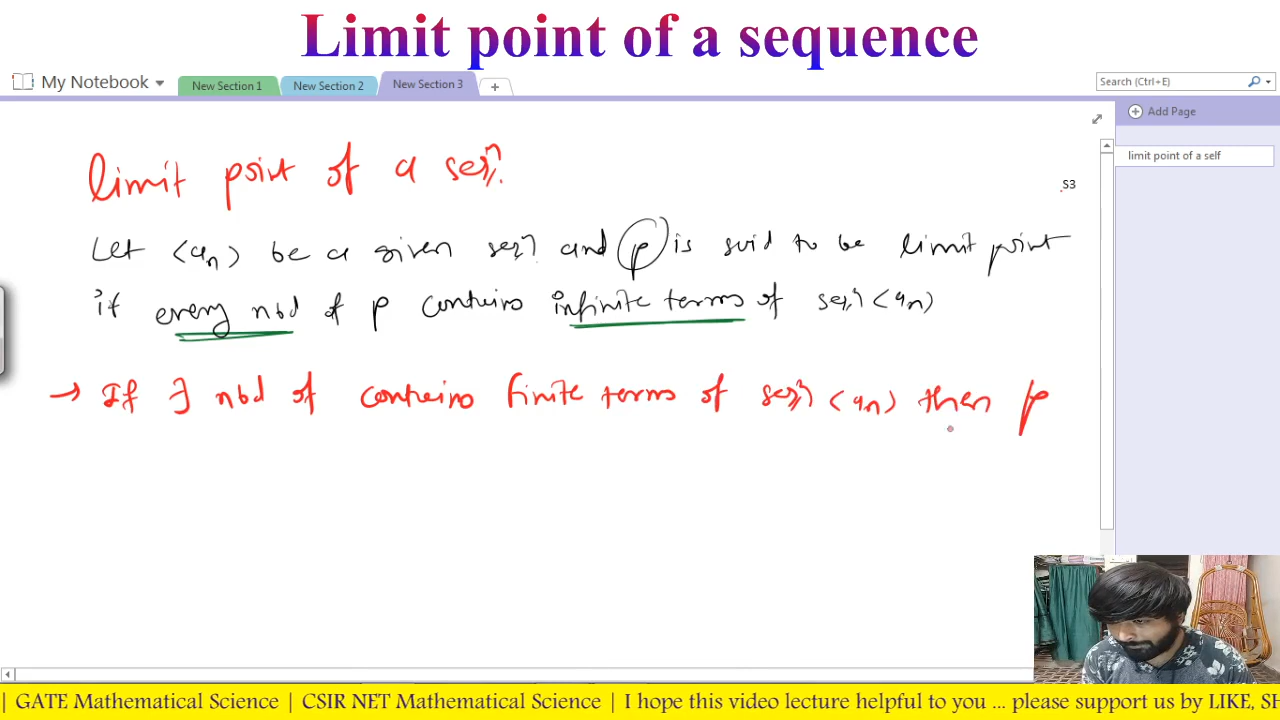 Limit point of a sequence
My Notebook
New Section 1
New Section 2
New Section 3
+
Search (Ctrl+E)
Add Page
limit point of a self
limit point of a seqⁿ.
S3
Let <aₙ> be a given seqⁿ. and p is said to be limit point
if every nbd of p contains infinite terms of seqⁿ <aₙ>
→ If ∃ nbd of contains finite terms of seqⁿ <aₙ> then p
| GATE Mathematical Science | CSIR NET Mathematical Science | I hope this video lecture helpful to you ... please support us by LIKE, SH